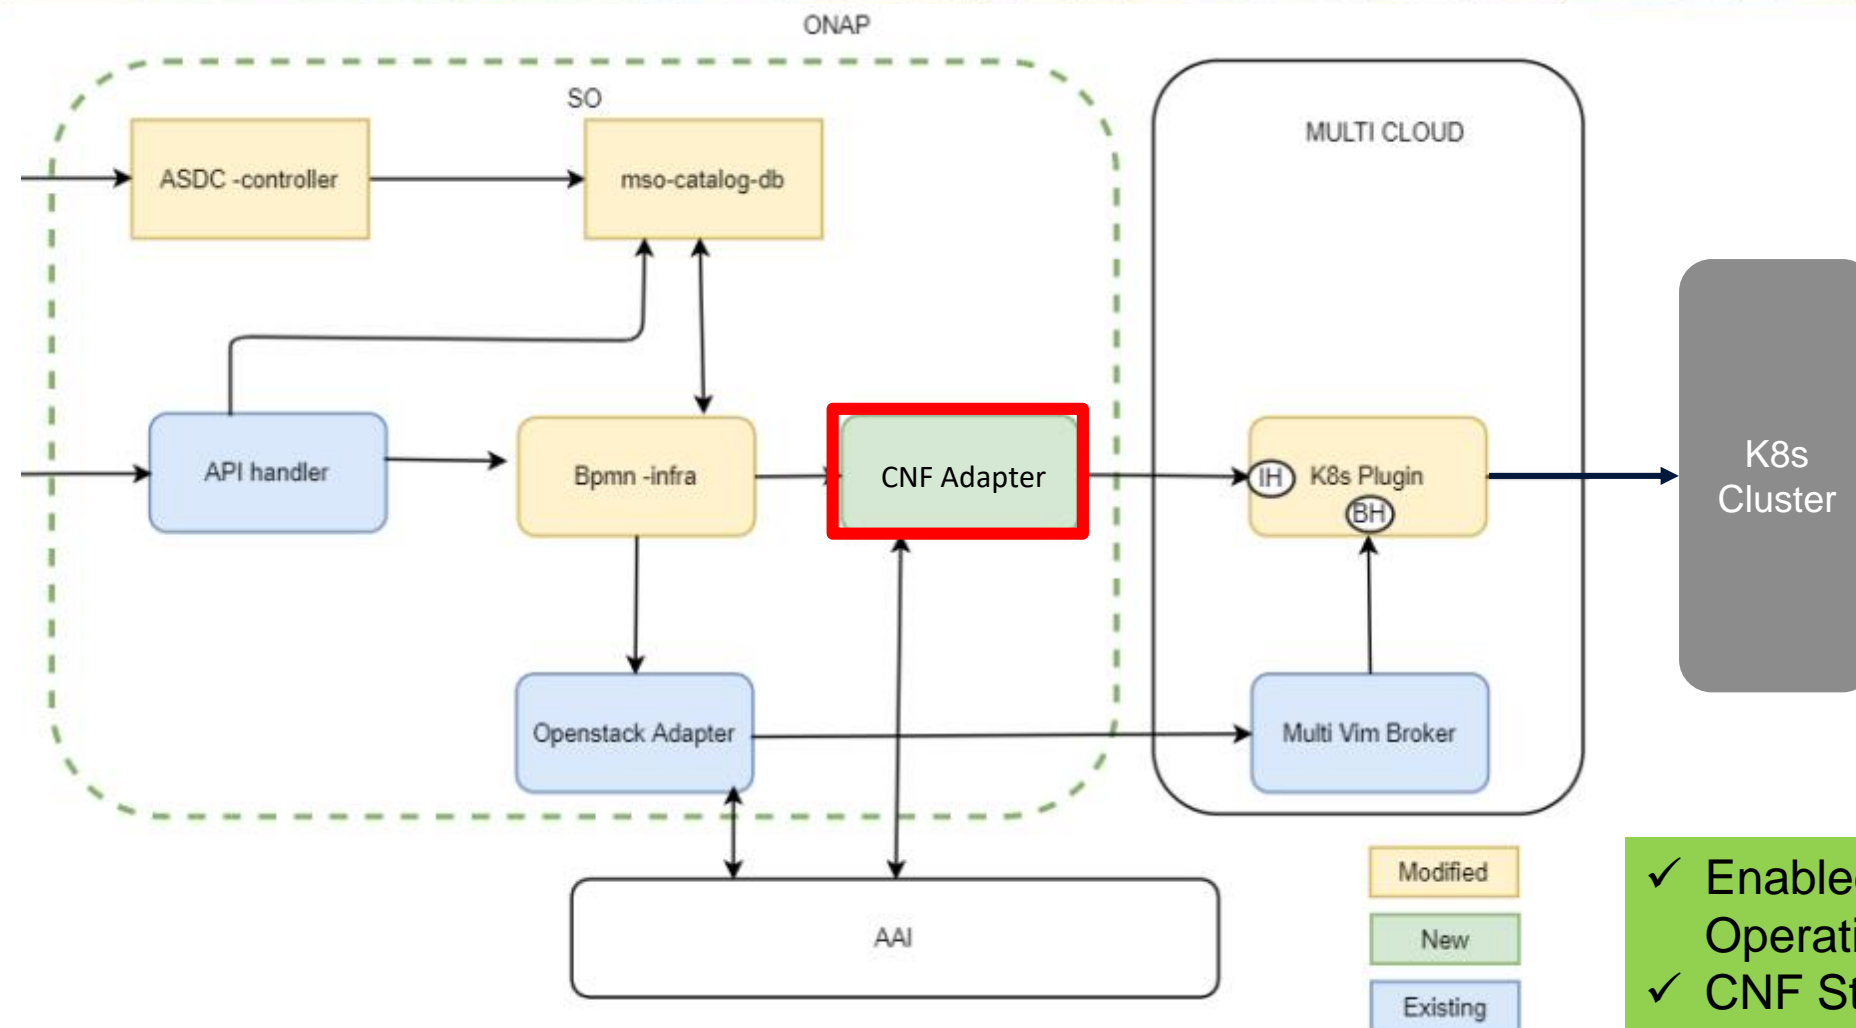 ONAP
SO
MULTI CLOUD
ASDC -controller
mso-catalog-db
API handler
Bpmn -infra
CNF Adapter
IH
K8s Plugin
BH
K8s
Cluster
Openstack Adapter
Multi Vim Broker
AAI
Modified
New
Existing
✓
✓ CNF